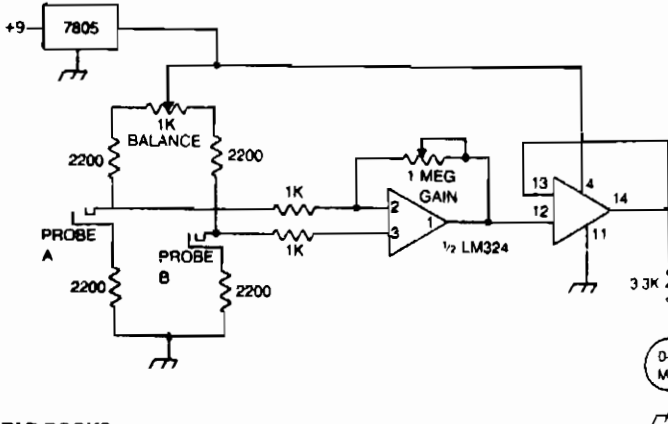 +9
7805
1K
BALANCE
2200
2200
1 MEG
GAIN
1K
1K
PROBE
A
PROBE
B
2200
2200
2
3
1
½ LM324
13
12
4
14
11
3.3K
0-
M